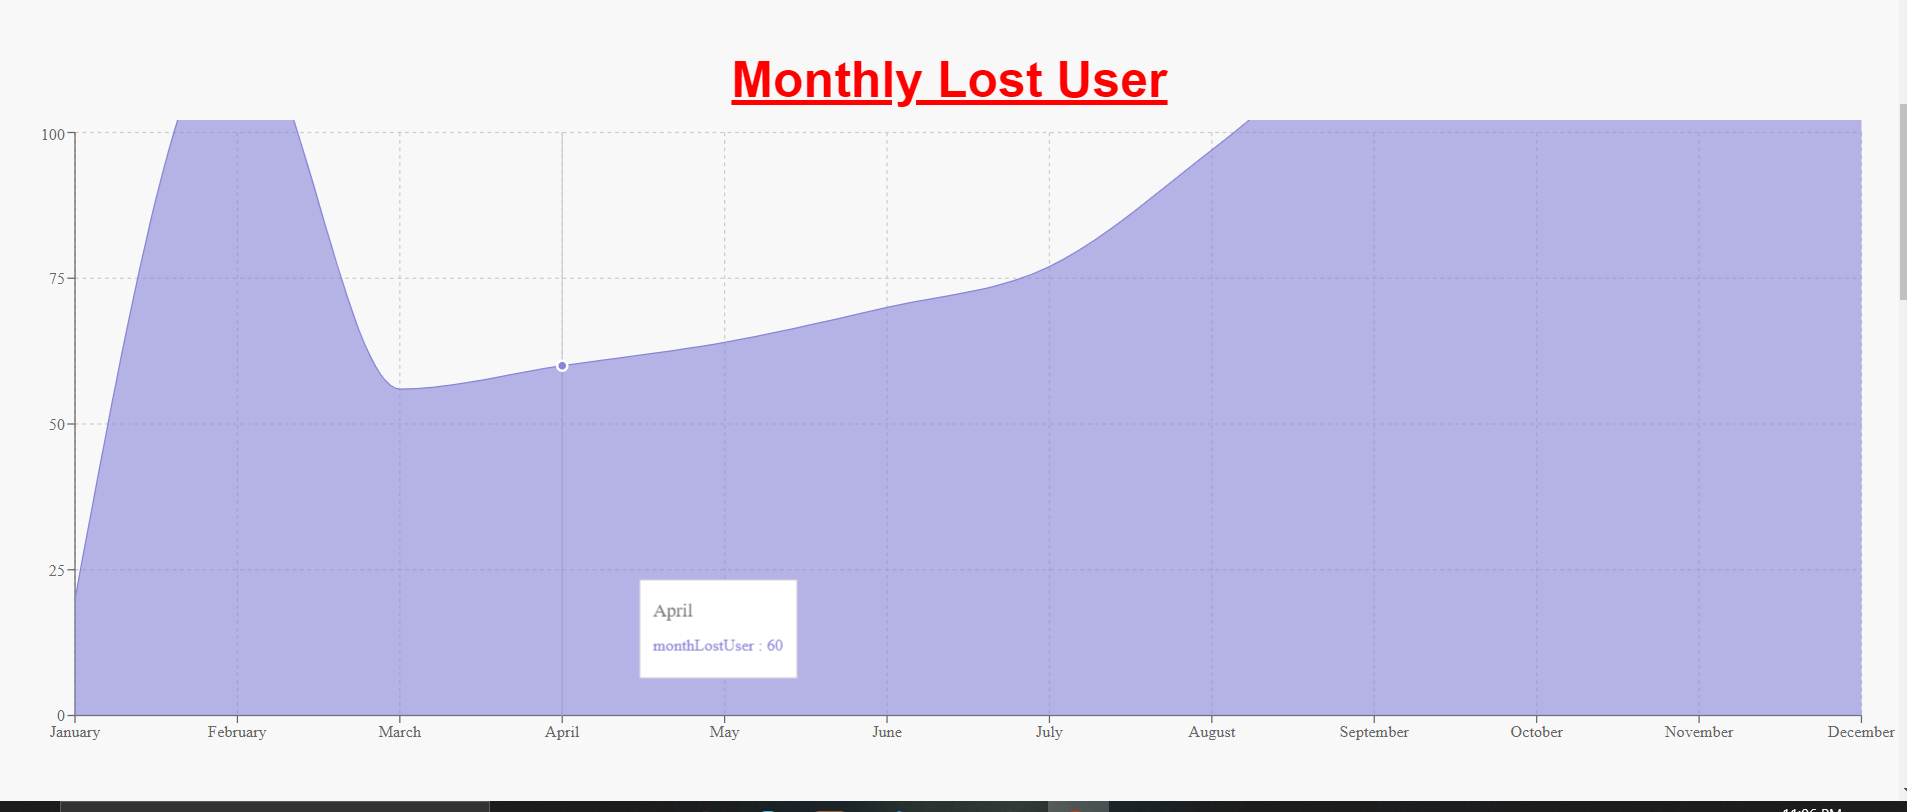 Monthly Lost User
100
75
50
25
0
April
monthLostUser : 60
January February March April May June July August September October November December